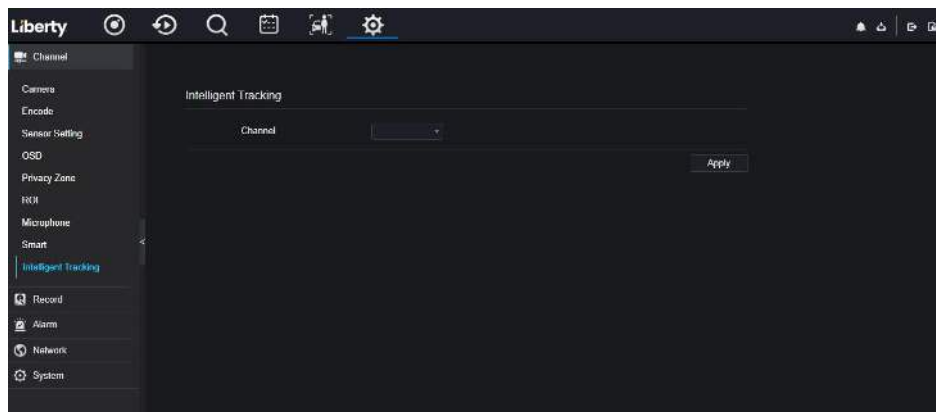 Liberty
Channel
Camera
Encode
Sensor Setting
OSD
Privacy Zone
ROI
Microphone
Smart
Intelligent Tracking
Record
Alarm
Network
System
Intelligent Tracking
Channel
Apply